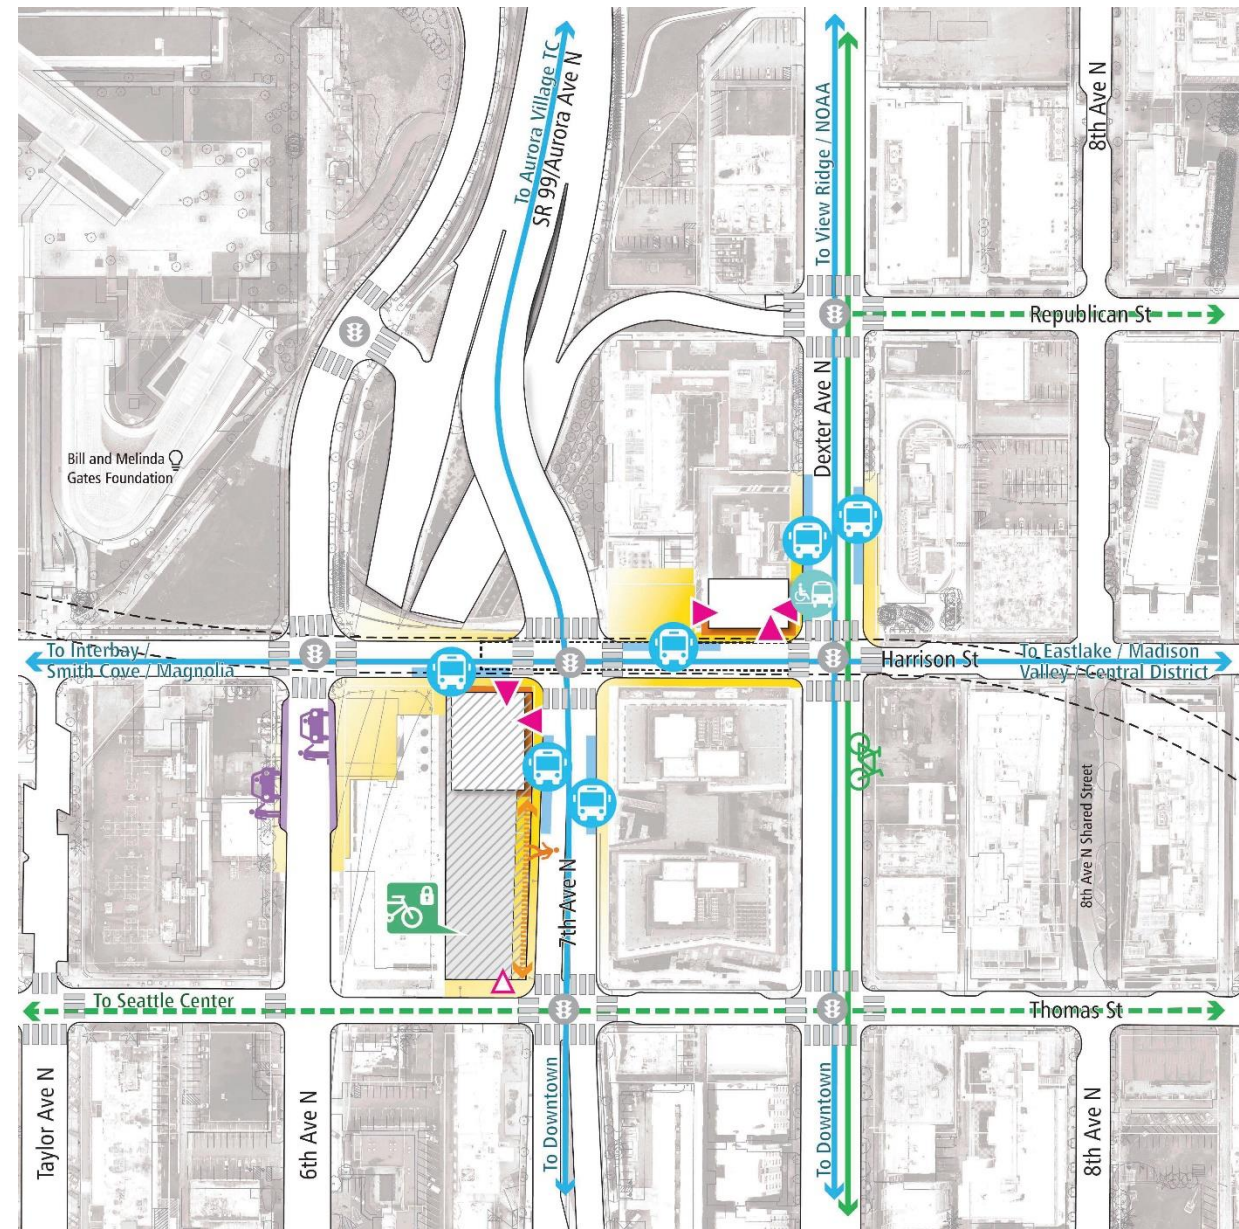 To Aurora Village TC
SR 99/Aurora Ave N
To View Ridge / NOAA
8th Ave N
Republican St
Dexter Ave N
Bill and Melinda
Gates Foundation
To Interbay /
Smith Cove / Magnolia
Harrison St
To Eastlake / Madison
Valley / Central District
7th Ave N
8th Ave N Shared Street
To Seattle Center
Thomas St
Taylor Ave N
6th Ave N
To Downtown
To Downtown
8th Ave N